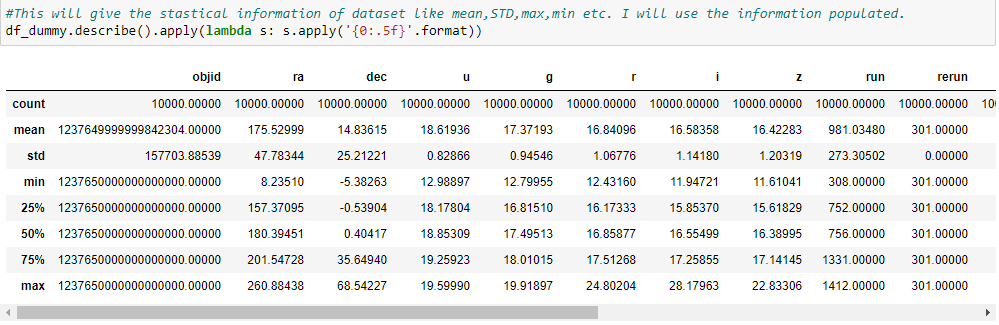 #This will give the stastical information of dataset like mean,STD,max,min etc. I will use the information populated.
df_dummy.describe().apply(lambda s: s.apply('{0:.5f}'.format))
objid ra dec u g r i z run rerun
count 10000.00000 10000.00000 10000.00000 10000.00000 10000.00000 10000.00000 10000.00000 10000.00000 10000.00000 10000.00000 10
mean 1237649999999842304.00000 175.52999 14.83615 18.61936 17.37193 16.84096 16.58358 16.42283 981.03480 301.00000
std 157703.88539 47.78344 25.21221 0.82866 0.94546 1.06776 1.14180 1.20319 273.30502 0.00000
min 1237650000000000000.00000 8.23510 -5.38263 12.98897 12.79955 12.43160 11.94721 11.61041 308.00000 301.00000
25% 1237650000000000000.00000 157.37095 -0.53904 18.17804 16.81510 16.17333 15.85370 15.61829 752.00000 301.00000
50% 1237650000000000000.00000 180.39451 0.40417 18.85309 17.49513 16.85877 16.55499 16.38995 756.00000 301.00000
75% 1237650000000000000.00000 201.54728 35.64940 19.25923 18.01015 17.51268 17.25855 17.14145 1331.00000 301.00000
max 1237650000000000000.00000 260.88438 68.54227 19.59990 19.91897 24.80204 28.17963 22.83306 1412.00000 301.00000